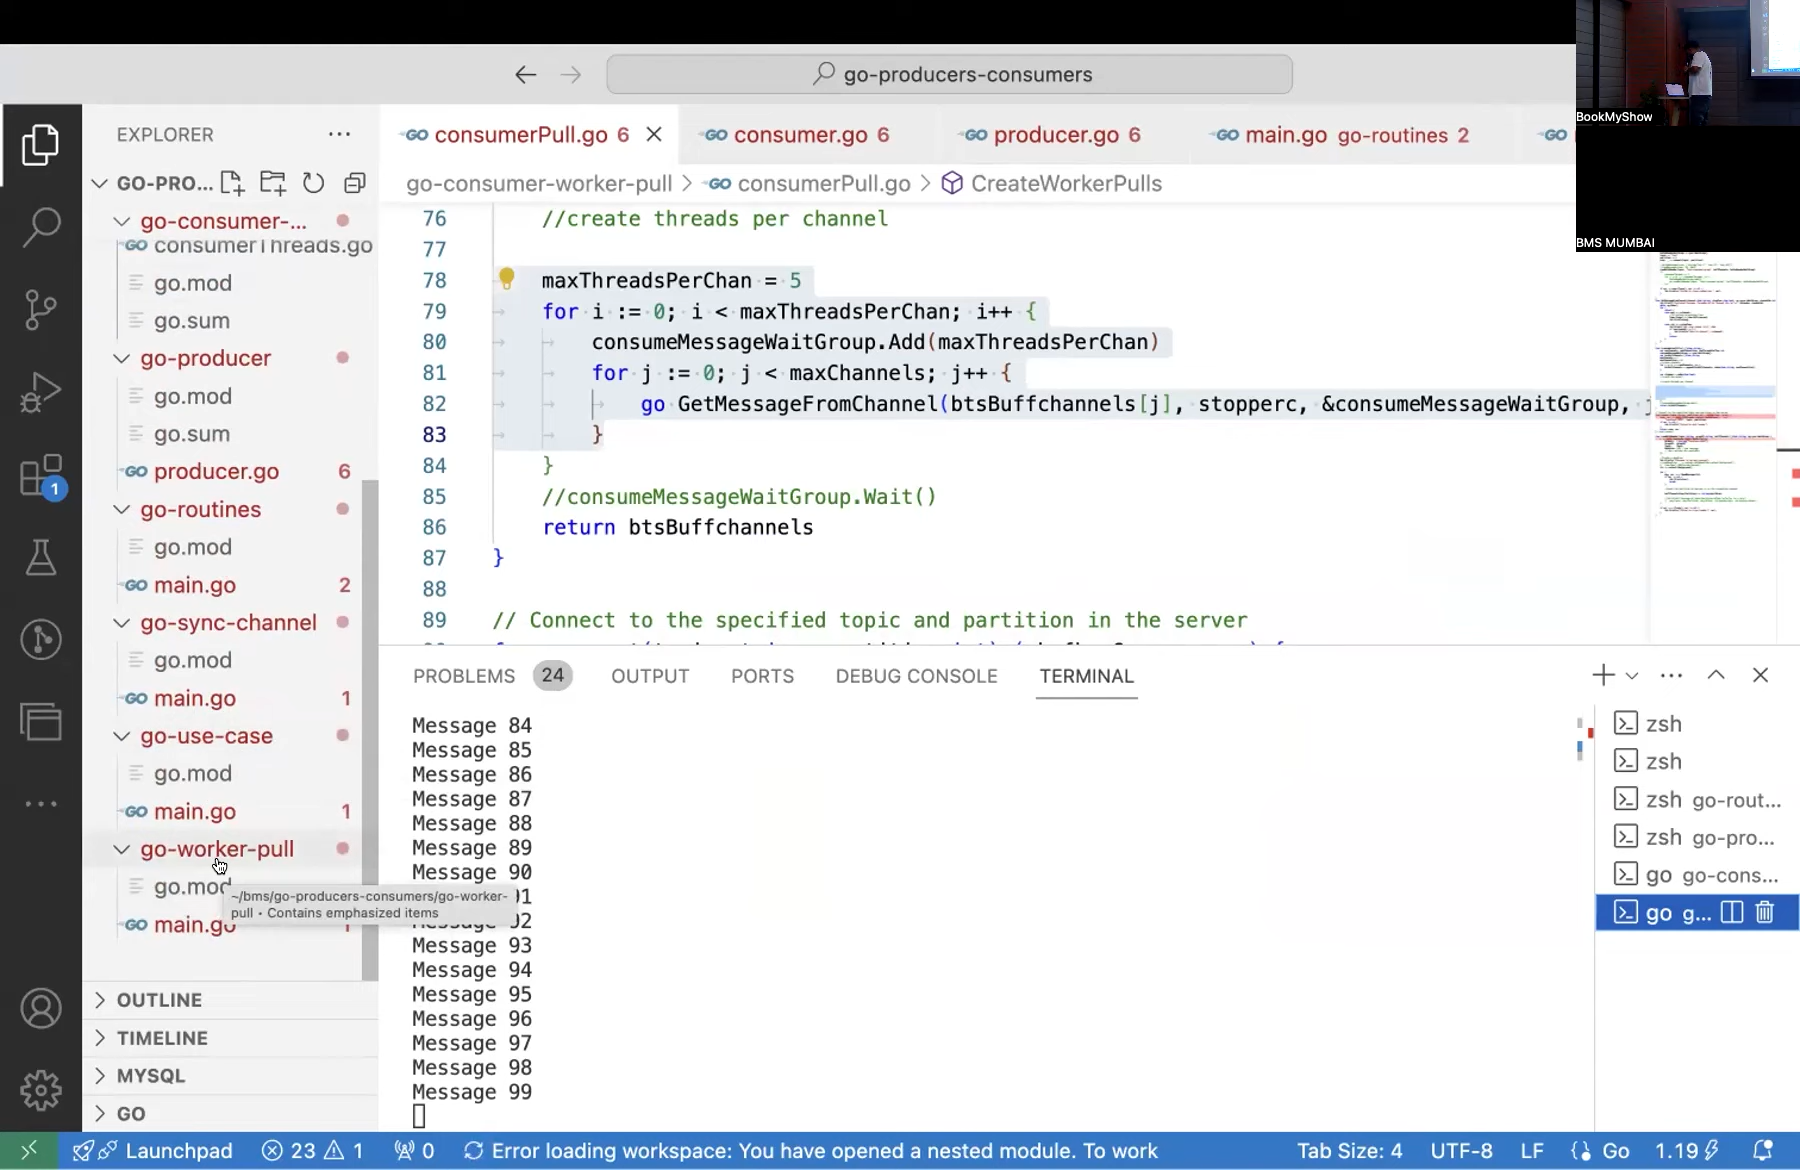 go-producers-consumers
BookMyShow
BMS MUMBAI
EXPLORER
GO-PRO...
go-consumer-...
consumerThreads.go
go.mod
go.sum
go-producer
go.mod
go.sum
producer.go 6
go-routines
go.mod
main.go 2
go-sync-channel
go.mod
main.go 1
go-use-case
go.mod
main.go 1
go-worker-pull
go.mod
main.go 1
~/bms/go-producers-consumers/go-worker-
pull • Contains emphasized items
OUTLINE
TIMELINE
MYSQL
GO
consumerPull.go 6
consumer.go 6
producer.go 6
main.go go-routines 2
go-consumer-worker-pull > consumerPull.go > CreateWorkerPulls
76 //create threads per channel
77
78 maxThreadsPerChan = 5
79 for i := 0; i < maxThreadsPerChan; i++ {
80 consumeMessageWaitGroup.Add(maxThreadsPerChan)
81 for j := 0; j < maxChannels; j++ {
82 go GetMessageFromChannel(btsBuffchannels[j], stopperc, &consumeMessageWaitGroup, j
83 }
84 }
85 //consumeMessageWaitGroup.Wait()
86 return btsBuffchannels
87 }
88
89 // Connect to the specified topic and partition in the server
PROBLEMS 24 OUTPUT PORTS DEBUG CONSOLE TERMINAL
Message 84
Message 85
Message 86
Message 87
Message 88
Message 89
Message 90
91
92
Message 93
Message 94
Message 95
Message 96
Message 97
Message 98
Message 99
zsh
zsh
zsh go-rout...
zsh go-pro...
go go-cons...
go g...
1
Launchpad 23 1 0 Error loading workspace: You have opened a nested module. To work Tab Size: 4 UTF-8 LF Go 1.19